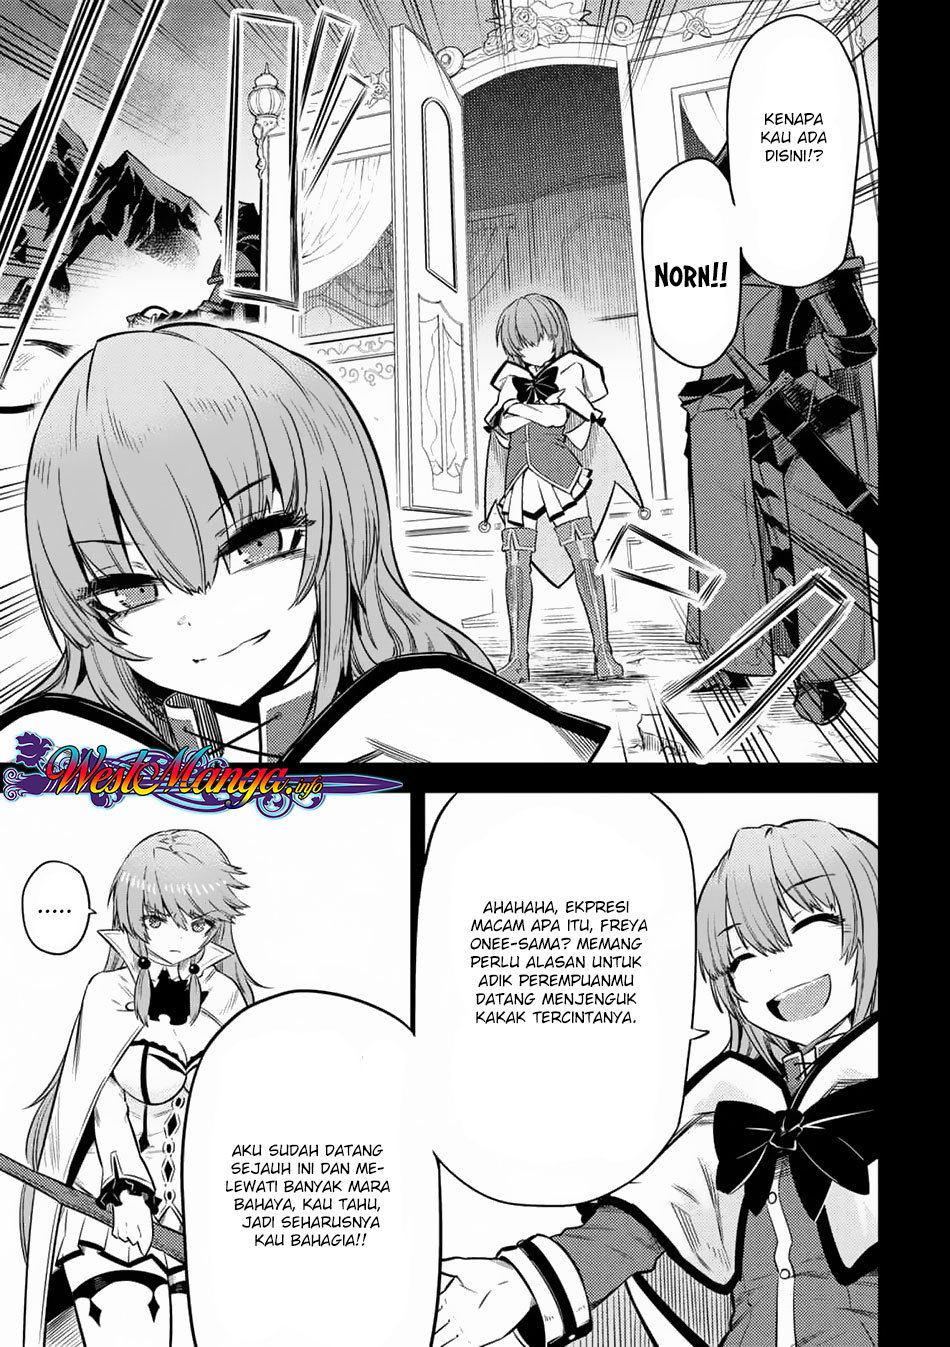 KENAPA
KAU ADA
DISINI!?
NORN!!
WestManga.info
AHAHAHA, EKPRESI
MACAM APA ITU, FREYA
ONEE-SAMA? MEMANG
PERLU ALASAN UNTUK
ADIK PEREMPUANMU
DATANG MENJENGUK
KAKAK TERCINTANYA.
.....
AKU SUDAH DATANG
SEJAUH INI DAN ME-
LEWATI BANYAK MARA
BAHAYA, KAU TAHU,
JADI SEHARUSNYA
KAU BAHAGIA!!